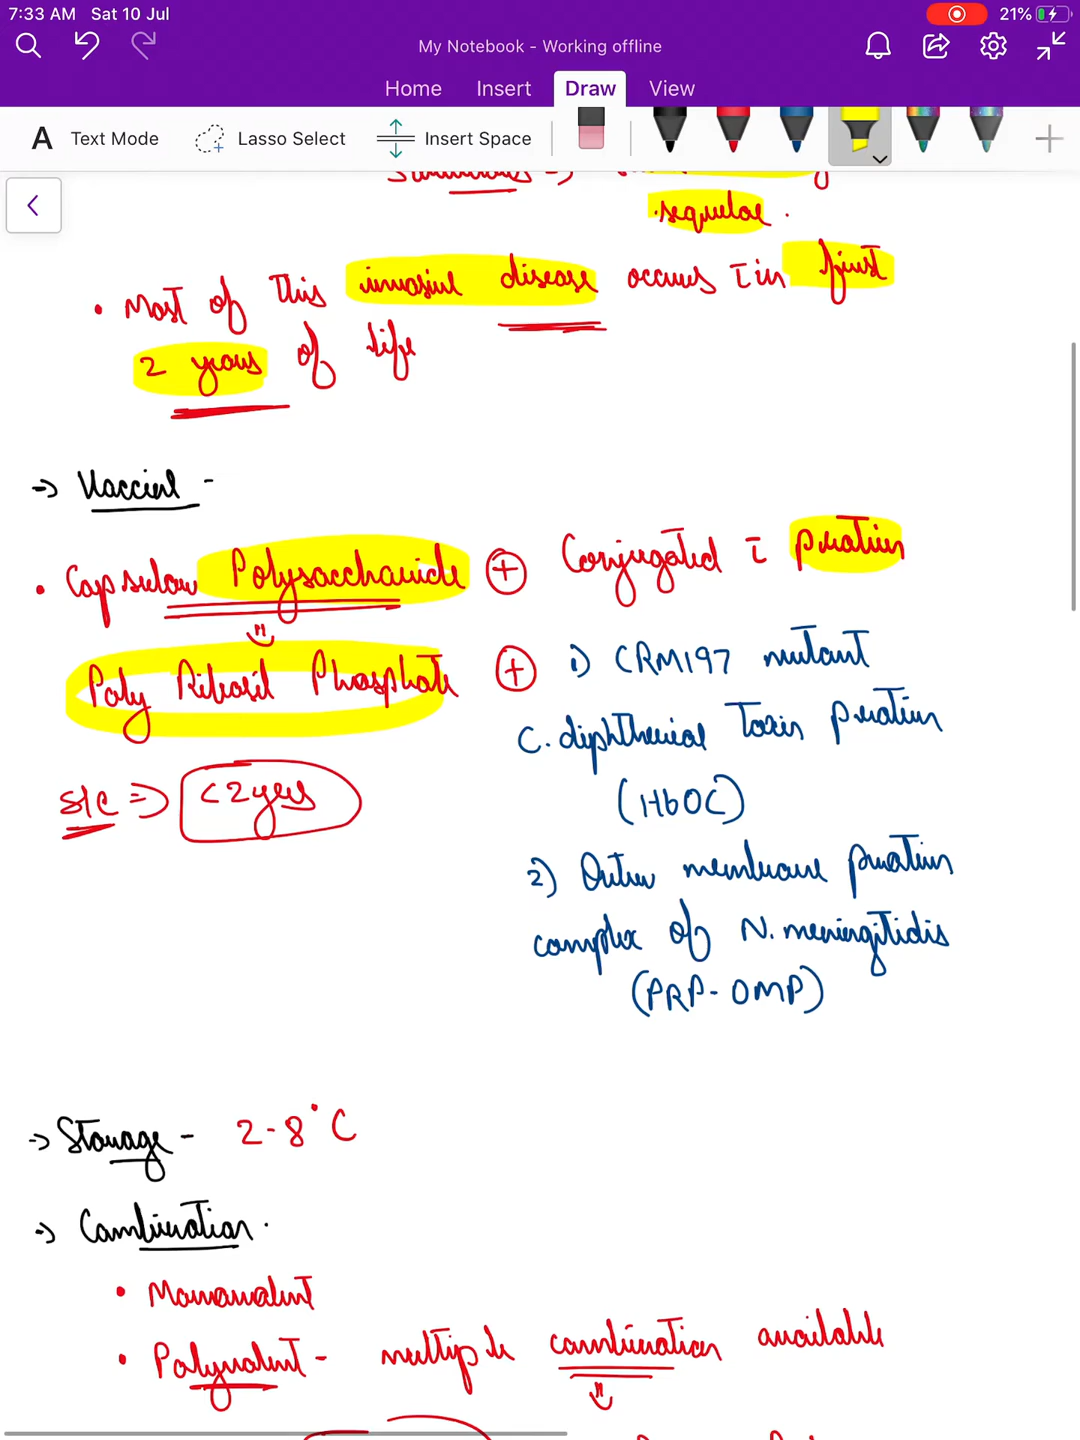 7:33 AM Sat 10 Jul 21%
My Notebook - Working offline
Home Insert Draw View
A Text Mode Lasso Select Insert Space
sequelae.
• Most of this invasive disease occurs in first
2 years of life
→ Vaccine -
• Capsular Polysaccharide + Conjugated c̄ protein
Poly Ribosil Phosphate + 1) CRM197 mutant
C. diphtheriae Toxin protein
S/C ⇒ <2 yrs
(HbOC)
2) Outer membrane protein
complex of N. meningitidis
(PRP-OMP)
→ Storage - 2-8°C
→ Combination.
• Monovalent
• Polyvalent - multiple combination available